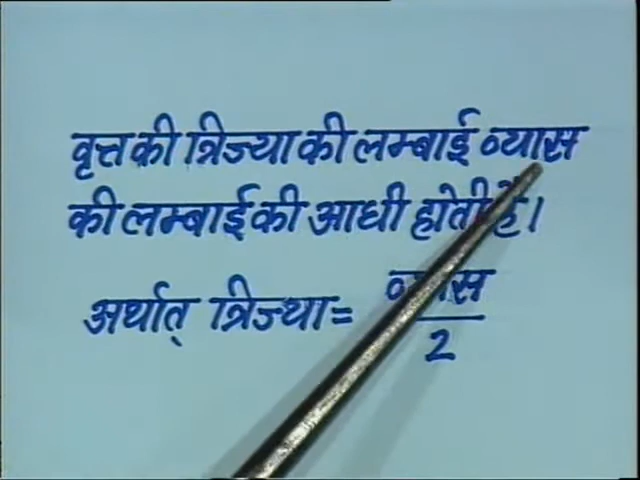 वृत्त की त्रिज्या की लम्बाई व्यास
की लम्बाई की आधी होती है।
अर्थात् त्रिज्या = व्यास
2